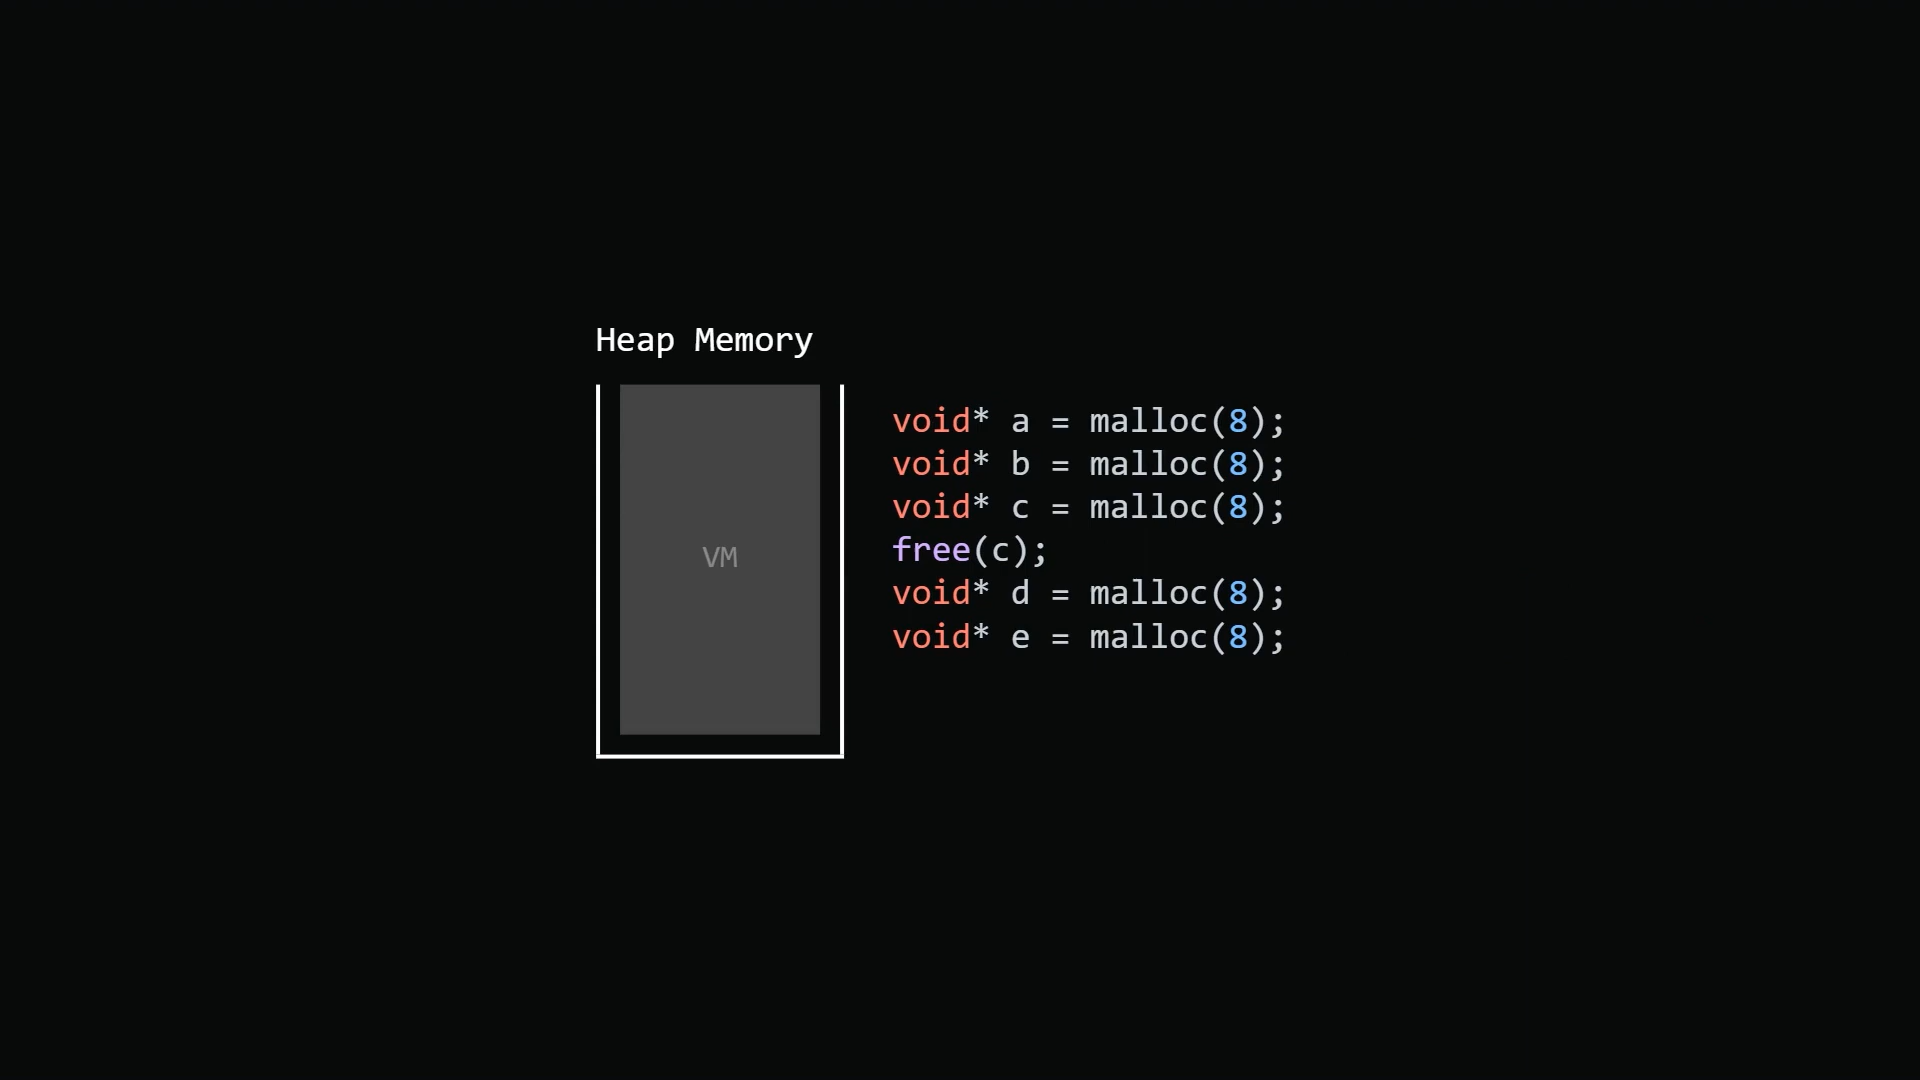 Heap Memory
VM
void* a = malloc(8);
void* b = malloc(8);
void* c = malloc(8);
free(c);
void* d = malloc(8);
void* e = malloc(8);